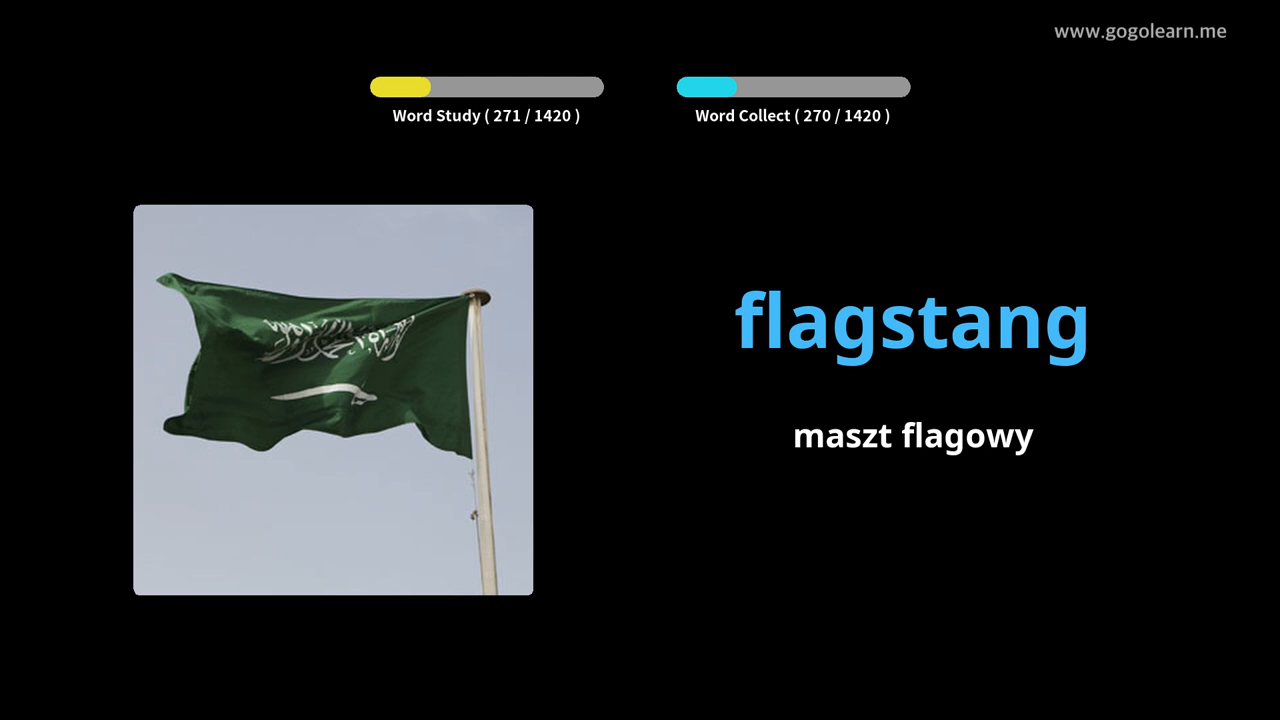 www.gogolearn.me
Word Study ( 271 / 1420 )
Word Collect ( 270 / 1420 )
flagstang
maszt flagowy